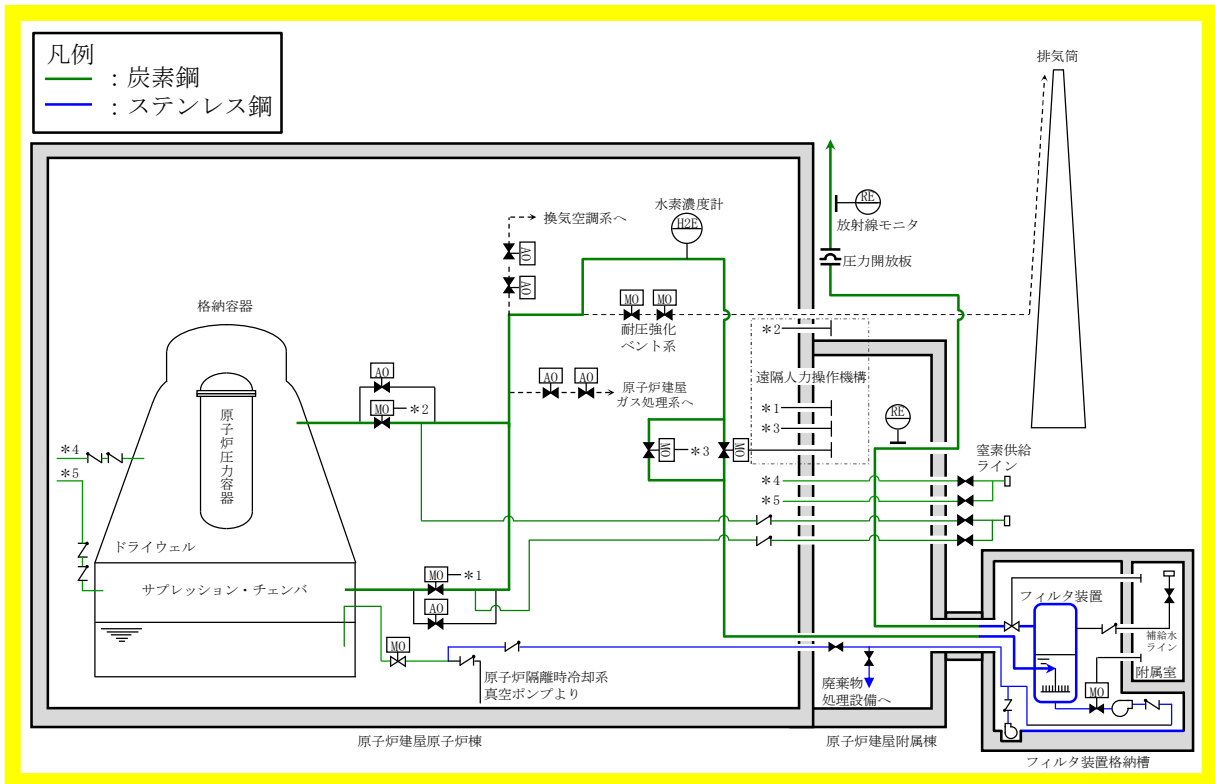 凡例
：炭素鋼
：ステンレス鋼
排気筒
RE
放射線モニタ
水素濃度計
H2E
換気空調系へ
AO
AO
圧力開放板
格納容器
MO
MO
耐圧強化
ベント系
＊2
遠隔人力操作機構
AO
MO
＊2
AO
AO
原子炉建屋
ガス処理系へ
＊1
＊3
RE
原子炉圧力容器
MO
＊3
MO
窒素供給
ライン
＊4
＊5
＊4
＊5
ドライウェル
サプレッション・チェンバ
MO
＊1
AO
MO
原子炉隔離時冷却系
真空ポンプより
廃棄物
処理設備へ
フィルタ装置
補給水
ライン
附属室
MO
原子炉建屋原子炉棟
原子炉建屋附属棟
フィルタ装置格納槽